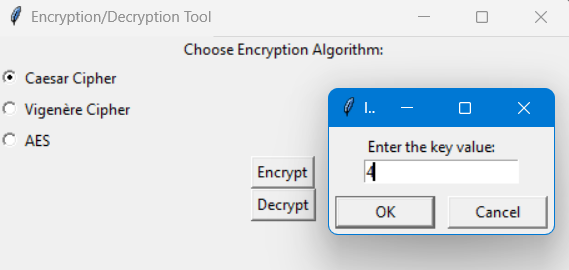 Encryption/Decryption Tool
Choose Encryption Algorithm:
Caesar Cipher
Vigenère Cipher
AES
Encrypt
Decrypt
I..
Enter the key value:
4
OK Cancel